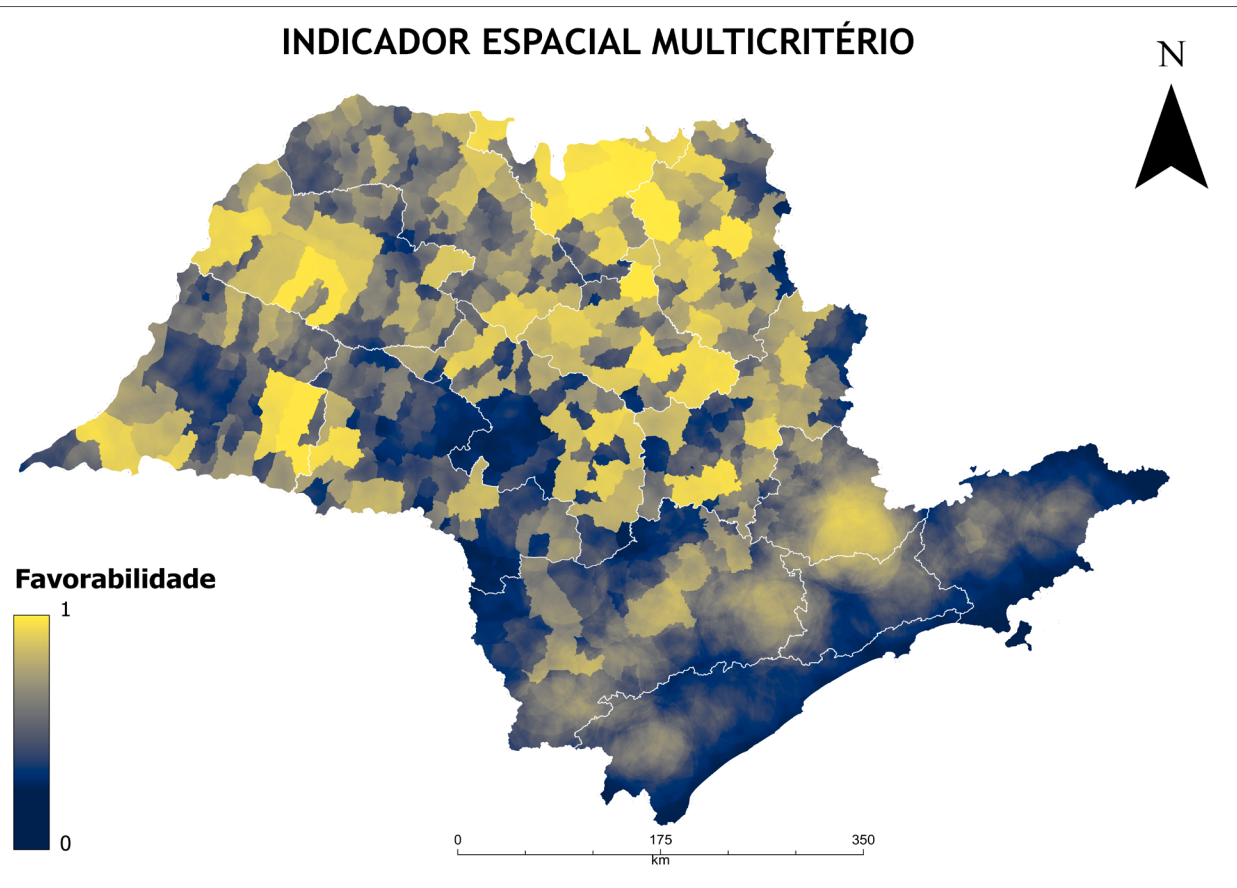 INDICADOR ESPACIAL MULTICRITÉRIO
N
Favorabilidade
1
0
0 175 350
km